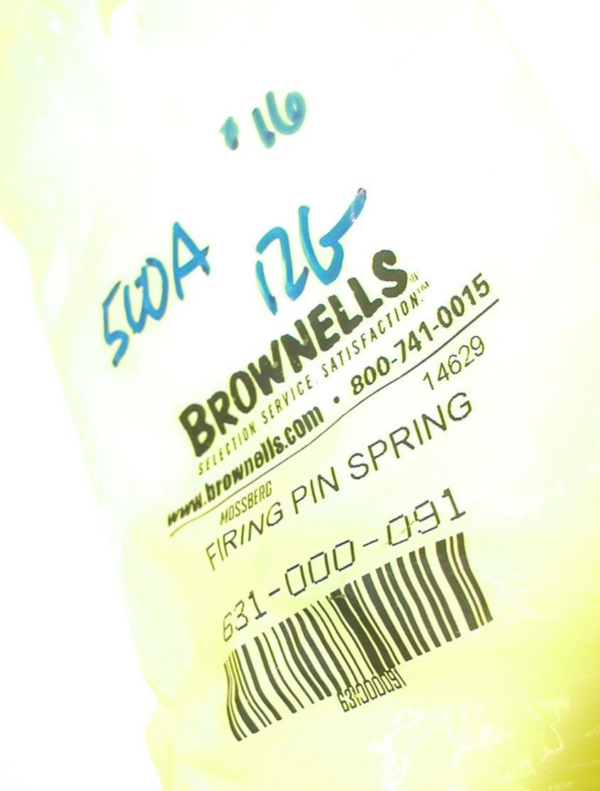 '16
500A 12G
BROWNELLS®
SELECTION. SERVICE. SATISFACTION.™
www.brownells.com • 800-741-0015
MOSSBERG 14629
FIRING PIN SPRING
631-000-091
631000091